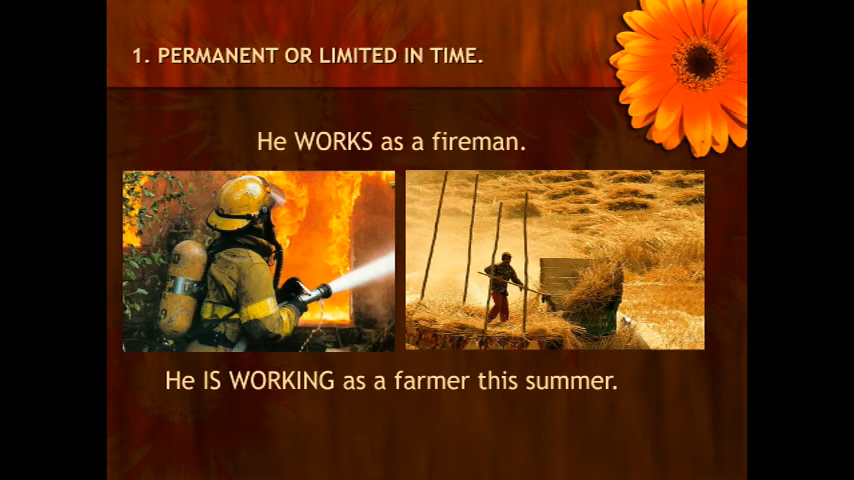 1. PERMANENT OR LIMITED IN TIME.
He WORKS as a fireman.
He IS WORKING as a farmer this summer.